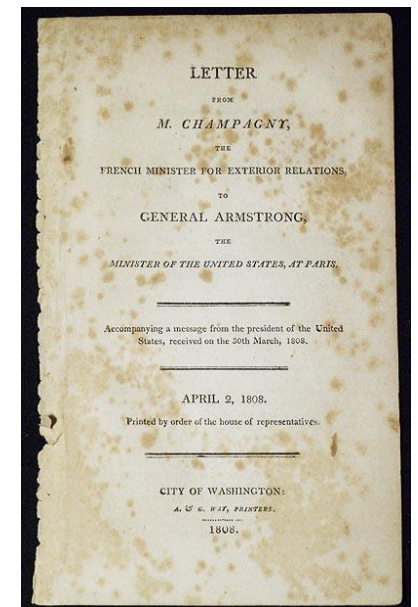 LETTER
FROM
M. CHAMPAGNY,
THE
FRENCH MINISTER FOR EXTERIOR RELATIONS,
TO
GENERAL ARMSTRONG,
THE
MINISTER OF THE UNITED STATES, AT PARIS.
Accompanying a message from the president of the United
States, received on the 30th March, 1808.
APRIL 2, 1808.
Printed by order of the house of representatives.
CITY OF WASHINGTON:
A. & G. WAY, PRINTERS.
1808.